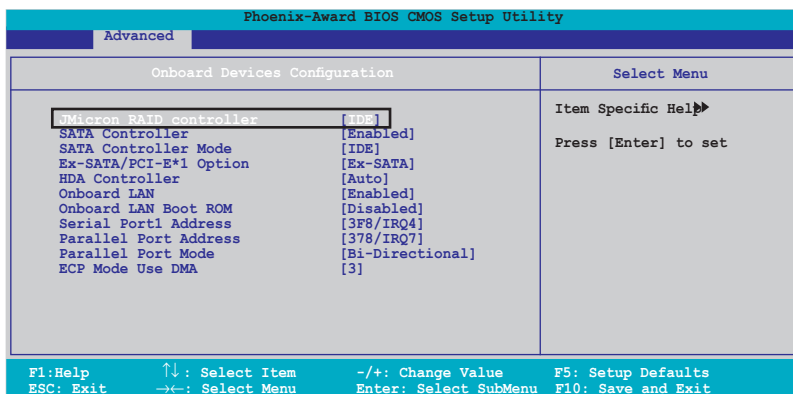 Phoenix-Award BIOS CMOS Setup Utility
Advanced
Onboard Devices Configuration
Select Menu
JMicron RAID controller [IDE]
SATA Controller [Enabled]
SATA Controller Mode [IDE]
Ex-SATA/PCI-E*1 Option [Ex-SATA]
HDA Controller [Auto]
Onboard LAN [Enabled]
Onboard LAN Boot ROM [Disabled]
Serial Port1 Address [3F8/IRQ4]
Parallel Port Address [378/IRQ7]
Parallel Port Mode [Bi-Directional]
ECP Mode Use DMA [3]
Item Specific Help▶▶
Press [Enter] to set
F1:Help ↑↓: Select Item -/+: Change Value F5: Setup Defaults
ESC: Exit →←: Select Menu Enter: Select SubMenu F10: Save and Exit